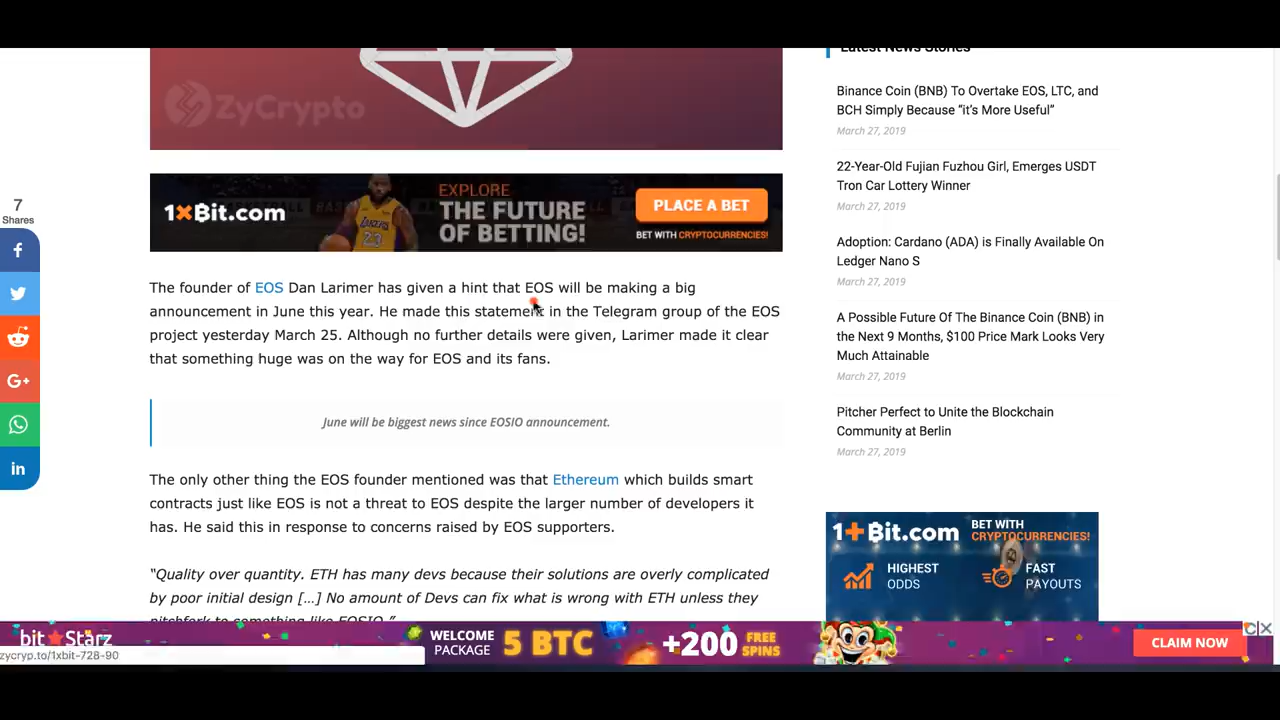 ZyCrypto
7
Shares
1xBit.com
EXPLORE
THE FUTURE
OF BETTING!
PLACE A BET
BET WITH CRYPTOCURRENCIES!
The founder of EOS Dan Larimer has given a hint that EOS will be making a big
announcement in June this year. He made this statement in the Telegram group of the EOS
project yesterday March 25. Although no further details were given, Larimer made it clear
that something huge was on the way for EOS and its fans.
June will be biggest news since EOSIO announcement.
The only other thing the EOS founder mentioned was that Ethereum which builds smart
contracts just like EOS is not a threat to EOS despite the larger number of developers it
has. He said this in response to concerns raised by EOS supporters.
“Quality over quantity. ETH has many devs because their solutions are overly complicated
by poor initial design […] No amount of Devs can fix what is wrong with ETH unless they
pitchfork to something like EOSIO.”
Latest News Stories
Binance Coin (BNB) To Overtake EOS, LTC, and
BCH Simply Because “it’s More Useful”
March 27, 2019
22-Year-Old Fujian Fuzhou Girl, Emerges USDT
Tron Car Lottery Winner
March 27, 2019
Adoption: Cardano (ADA) is Finally Available On
Ledger Nano S
March 27, 2019
A Possible Future Of The Binance Coin (BNB) in
the Next 9 Months, $100 Price Mark Looks Very
Much Attainable
March 27, 2019
Pitcher Perfect to Unite the Blockchain
Community at Berlin
March 27, 2019
1+Bit.com
BET WITH
CRYPTOCURRENCIES!
HIGHEST
ODDS
FAST
PAYOUTS
bit Starz
WELCOME
PACKAGE
5 BTC
+200
FREE
SPINS
CLAIM NOW
zycryp.to/1xbit-728-90